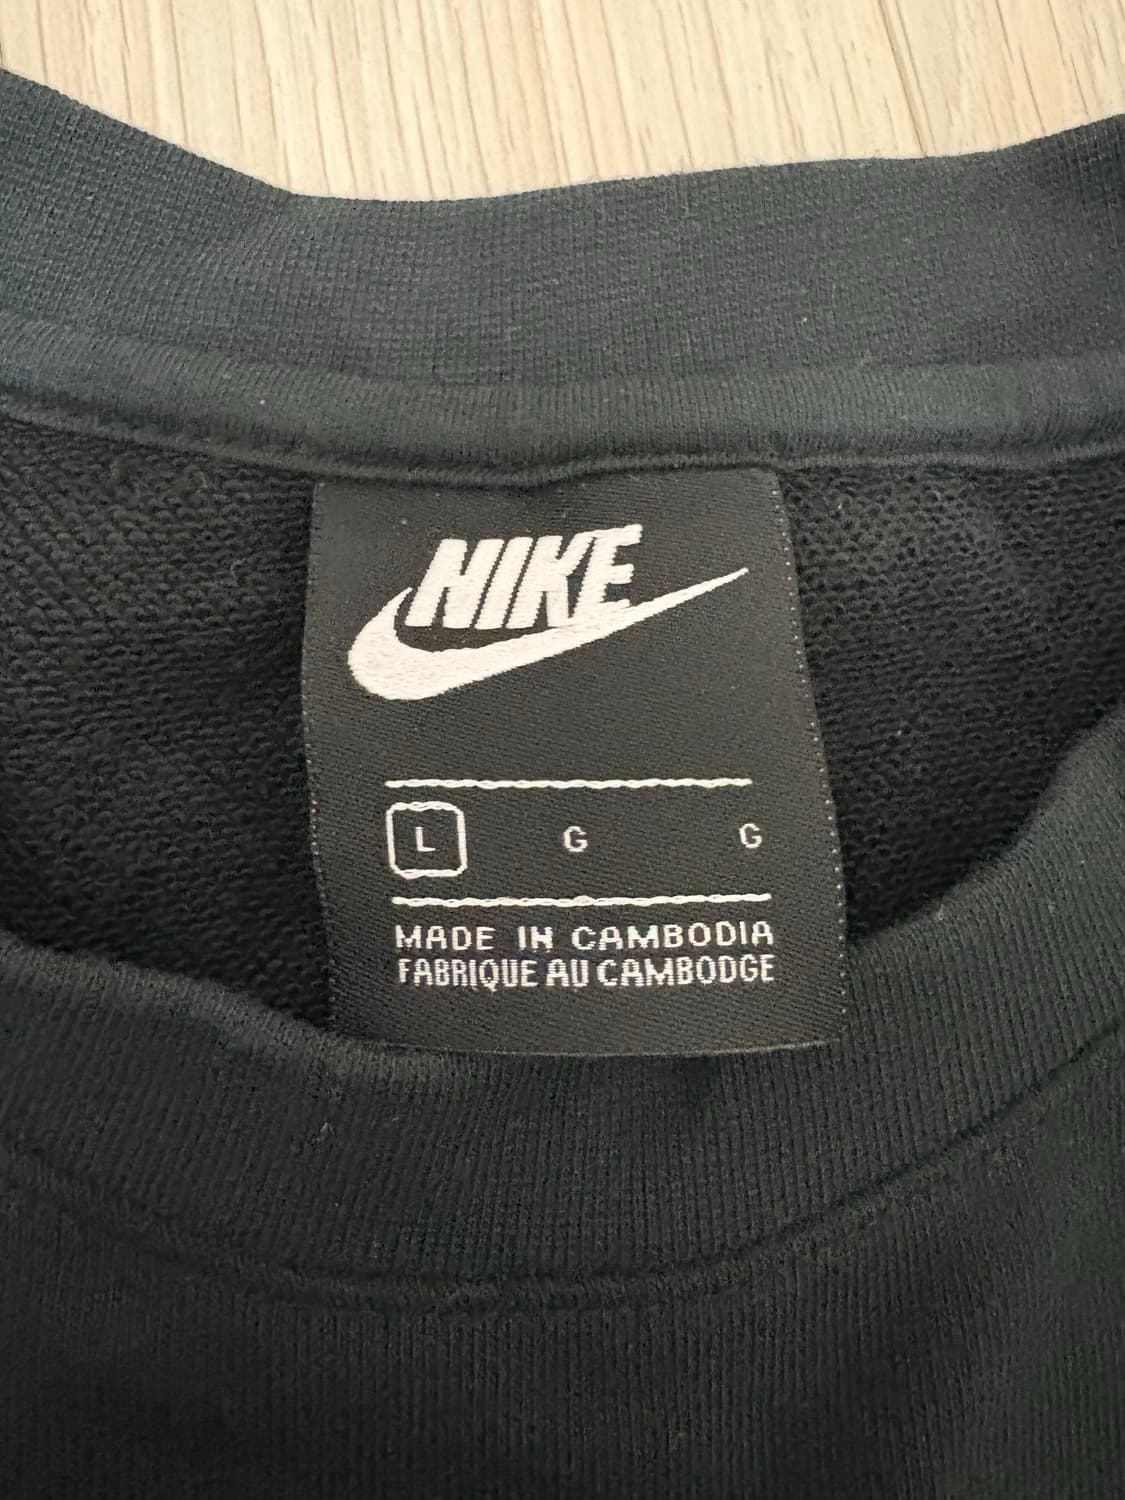 NIKE
L G G
MADE IN CAMBODIA
FABRIQUE AU CAMBODGE